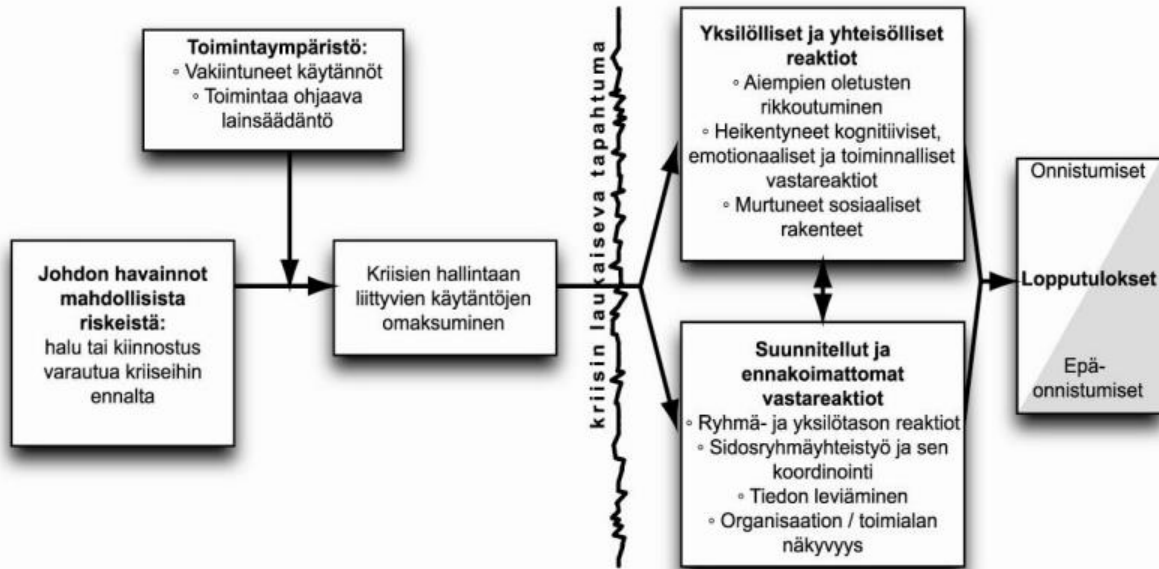 Toimintaympäristö:
◦ Vakiintuneet käytännöt
◦ Toimintaa ohjaava
lainsäädäntö
Johdon havainnot
mahdollisista
riskeistä:
halu tai kiinnostus
varautua kriiseihin
ennalta
Kriisien hallintaan
liittyvien käytäntöjen
omaksuminen
kriisin laukaiseva tapahtuma
Yksilölliset ja yhteisölliset
reaktiot
◦ Aiempien oletusten
rikkoutuminen
◦ Heikentyneet kognitiiviset,
emotionaaliset ja toiminnalliset
vastareaktiot
◦ Murtuneet sosiaaliset
rakenteet
Suunnitellut ja
ennakoimattomat
vastareaktiot
◦ Ryhmä- ja yksilötason reaktiot
◦ Sidosryhmäyhteistyö ja sen
koordinointi
◦ Tiedon leviäminen
◦ Organisaation / toimialan
näkyvyys
Onnistumiset
Lopputulokset
Epä-
onnistumiset